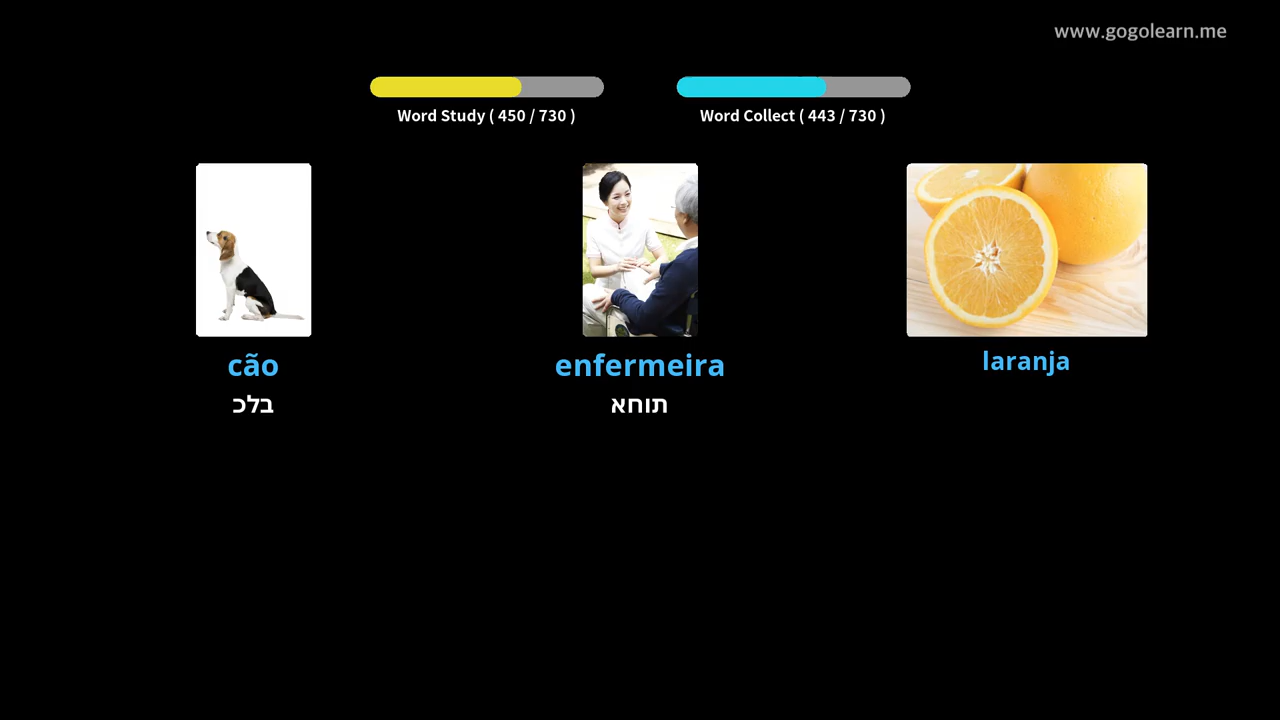 www.gogolearn.me
Word Study ( 450 / 730 )
Word Collect ( 443 / 730 )
cão
בלכ
enfermeira
תוחא
laranja